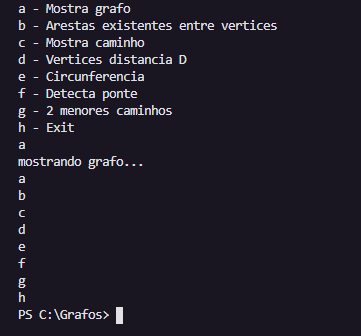 a - Mostra grafo
b - Arestas existentes entre vertices
c - Mostra caminho
d - Vertices distancia D
e - Circunferencia
f - Detecta ponte
g - 2 menores caminhos
h - Exit
a
mostrando grafo...
a
b
c
d
e
f
g
h
PS C:\Grafos>